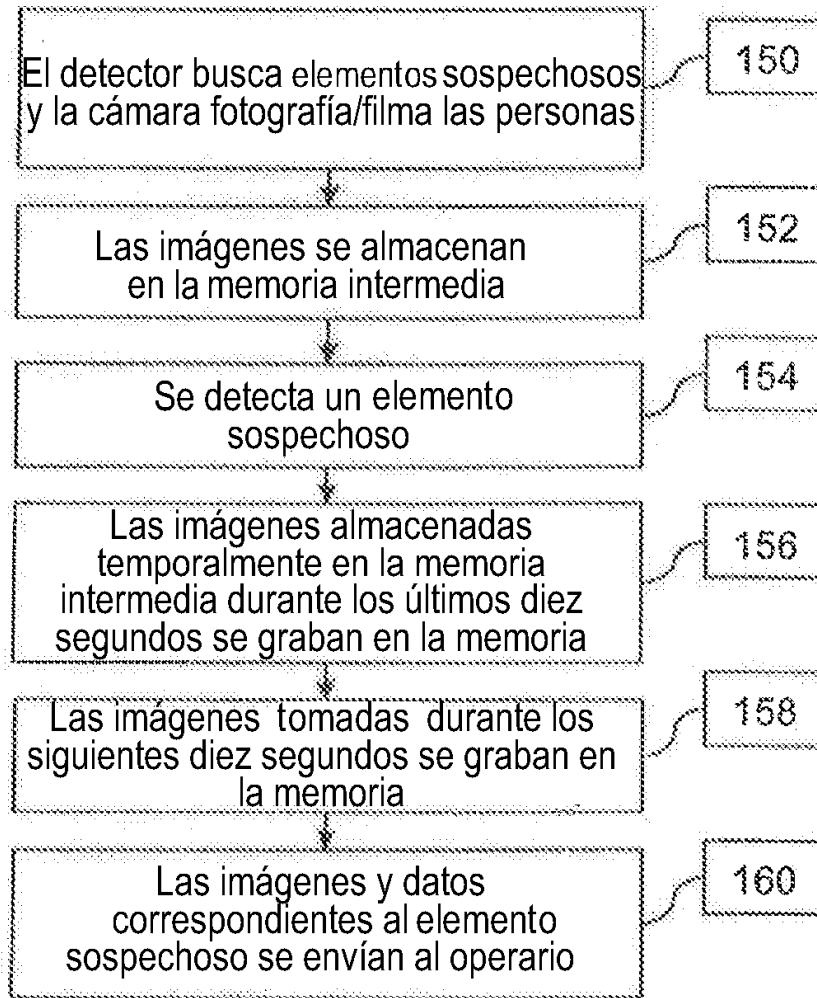 El detector busca elementos sospechosos
y la cámara fotografía/filma las personas
150
Las imágenes se almacenan
en la memoria intermedia
152
Se detecta un elemento
sospechoso
154
Las imágenes almacenadas
temporalmente en la memoria
intermedia durante los últimos diez
segundos se graban en la memoria
156
Las imágenes tomadas durante los
siguientes diez segundos se graban en
la memoria
158
Las imágenes y datos
correspondientes al elemento
sospechoso se envían al operario
160